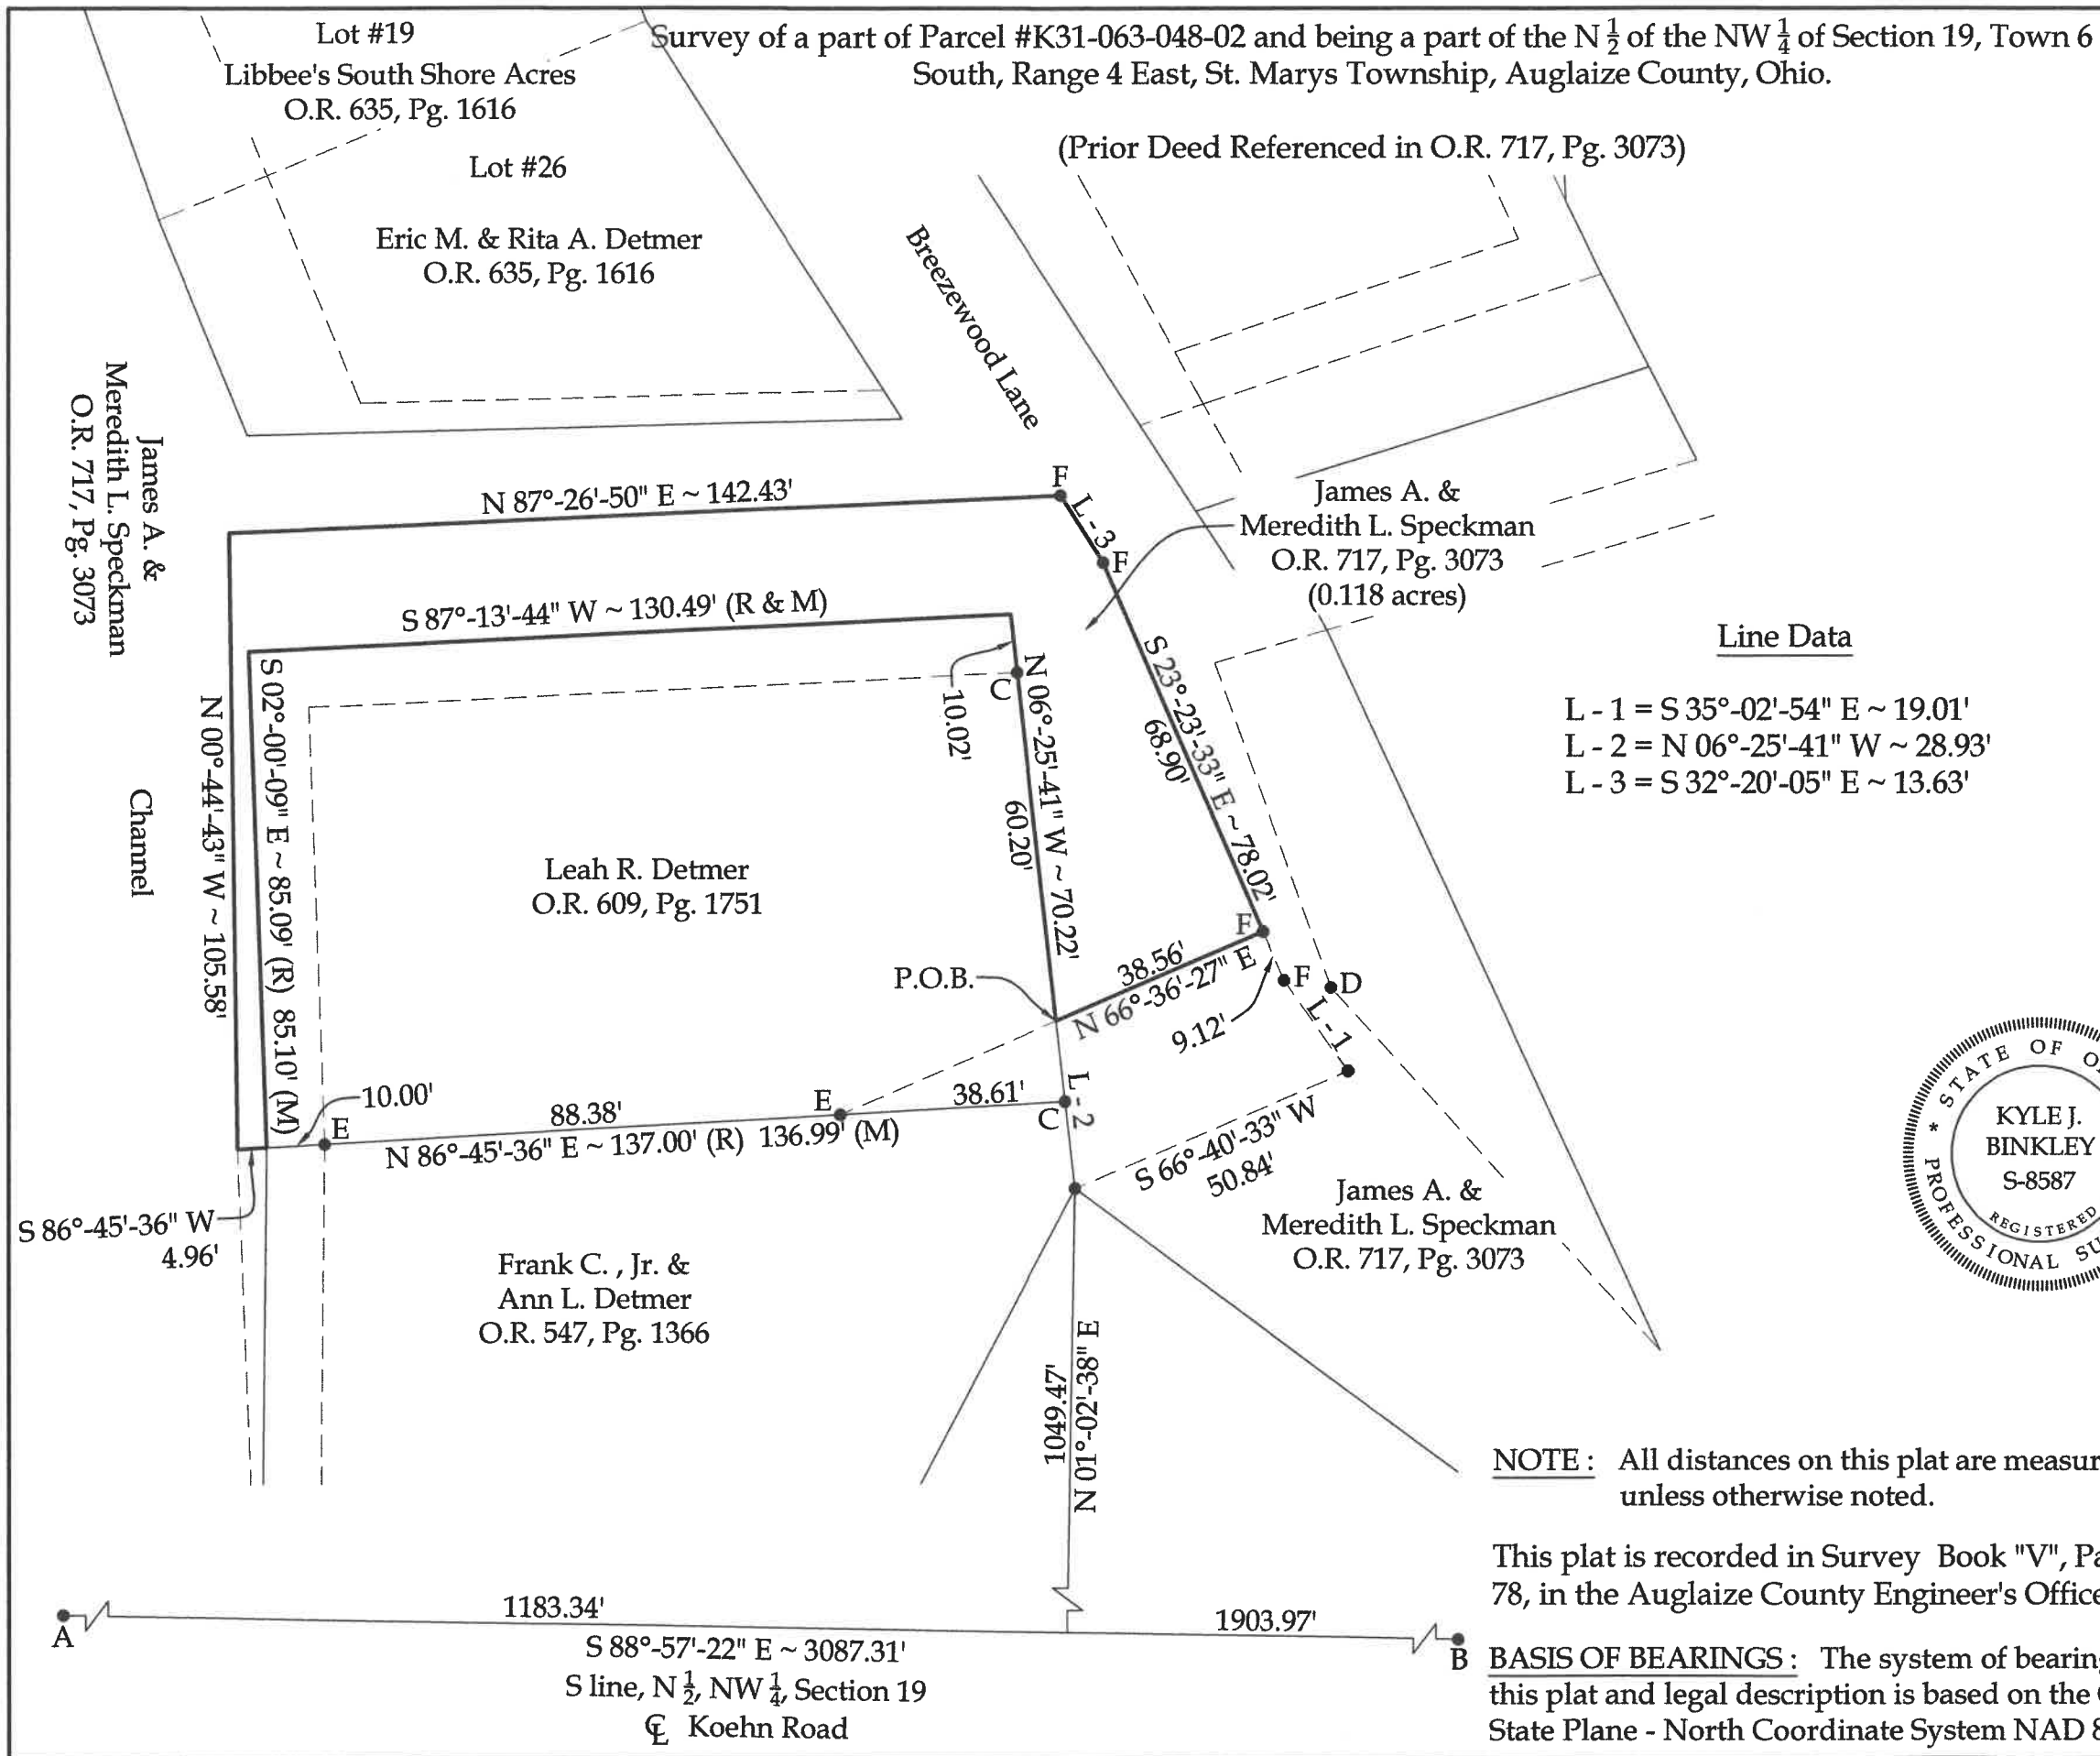 Survey of a part of Parcel #K31-063-048-02 and being a part of the N 1/2 of the NW 1/4 of Section 19, Town 6
South, Range 4 East, St. Marys Township, Auglaize County, Ohio.
(Prior Deed Referenced in O.R. 717, Pg. 3073)
Lot #19
Libbee's South Shore Acres
O.R. 635, Pg. 1616
Lot #26
Eric M. & Rita A. Detmer
O.R. 635, Pg. 1616
Breezewood Lane
James A. &
Meredith L. Speckman
O.R. 717, Pg. 3073
Channel
N 87°-26'-50" E ~ 142.43'
F
L - 3
F
James A. &
Meredith L. Speckman
O.R. 717, Pg. 3073
(0.118 acres)
S 87°-13'-44" W ~ 130.49' (R & M)
N 00°-44'-43" W ~ 105.58'
S 02°-00'-09" E ~ 85.09' (R) 85.10' (M)
C
10.02'
N 06°-25'-41" W ~ 70.22'
60.20'
S 23°-23'-33" E ~ 78.02'
68.90'
Line Data
L - 1 = S 35°-02'-54" E ~ 19.01'
L - 2 = N 06°-25'-41" W ~ 28.93'
L - 3 = S 32°-20'-05" E ~ 13.63'
Leah R. Detmer
O.R. 609, Pg. 1751
P.O.B.
F
38.56'
N 66°-36'-27" E
9.12'
F
D
L - 1
10.00'
E
88.38'
E
38.61'
C
L - 2
N 86°-45'-36" E ~ 137.00' (R) 136.99' (M)
S 66°-40'-33" W
50.84'
S 86°-45'-36" W
4.96'
James A. &
Meredith L. Speckman
O.R. 717, Pg. 3073
Frank C. , Jr. &
Ann L. Detmer
O.R. 547, Pg. 1366
STATE OF
KYLE J.
BINKLEY
S-8587
REGISTERED
PROFESSIONAL
1049.47'
N 01°-02'-38" E
NOTE : All distances on this plat are
unless otherwise noted.
This plat is recorded in Survey Book "V",
78, in the Auglaize County Engineer's Office
A
1183.34'
1903.97'
B
S 88°-57'-22" E ~ 3087.31'
S line, N 1/2, NW 1/4, Section 19
℄ Koehn Road
BASIS OF BEARINGS : The system of
this plat and legal description is based on the
State Plane - North Coordinate System NAD